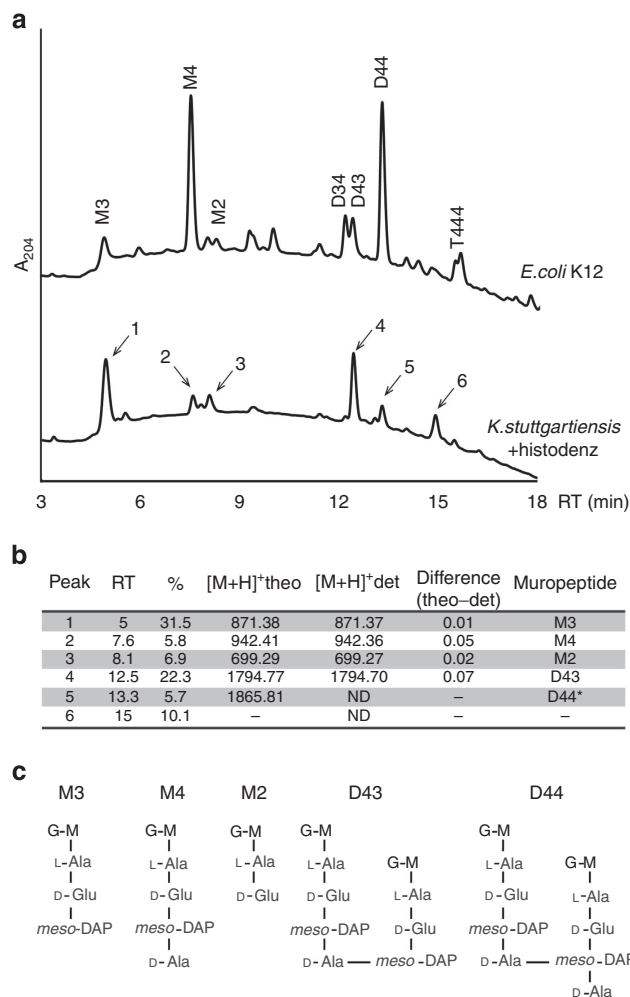 a
A204
M3
M4
M2
D34
D43
D44
T444
E.coli K12
1
2
3
4
5
6
K.stuttgartiensis
+histodenz
3 6 9 12 15 18 RT (min)
b
Peak RT % [M+H]+theo [M+H]+det Difference (theo–det) Muropeptide
1 5 31.5 871.38 871.37 0.01 M3
2 7.6 5.8 942.41 942.36 0.05 M4
3 8.1 6.9 699.29 699.27 0.02 M2
4 12.5 22.3 1794.77 1794.70 0.07 D43
5 13.3 5.7 1865.81 ND – D44*
6 15 10.1 – ND – –
c
M3 M4 M2 D43 D44
G-M G-M G-M G-M G-M
L-Ala L-Ala L-Ala L-Ala G-M L-Ala G-M
D-Glu D-Glu D-Glu D-Glu L-Ala D-Glu L-Ala
meso-DAP meso-DAP meso-DAP D-Glu meso-DAP D-Glu
D-Ala D-Ala meso-DAP D-Ala meso-DAP
D-Ala